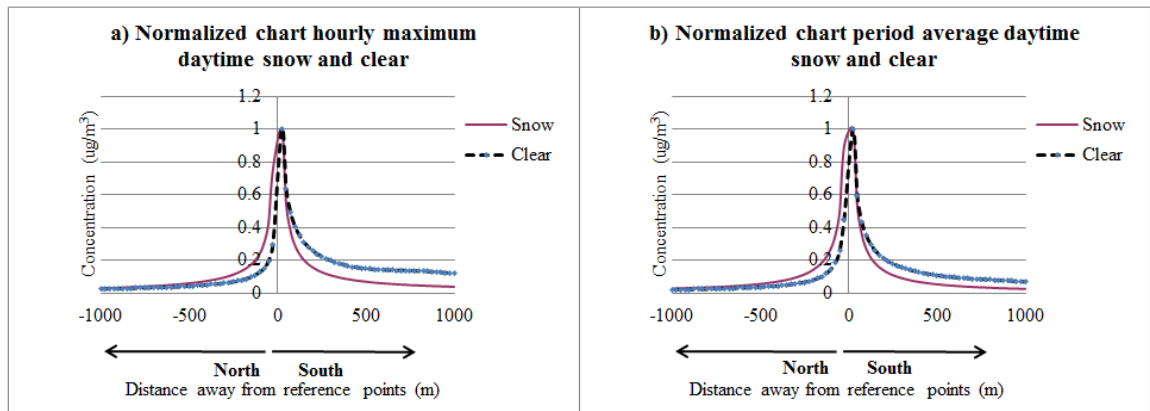 a) Normalized chart hourly maximum
daytime snow and clear
Concentration (ug/m³)
1.2
1
0.8
0.6
0.4
0.2
0
-1000
-500
0
500
1000
Snow
Clear
North
South
Distance away from reference points (m)
b) Normalized chart period average daytime
snow and clear
Concentration (ug/m³)
1.2
1
0.8
0.6
0.4
0.2
0
-1000
-500
0
500
1000
Snow
Clear
North
South
Distance away from reference points (m)